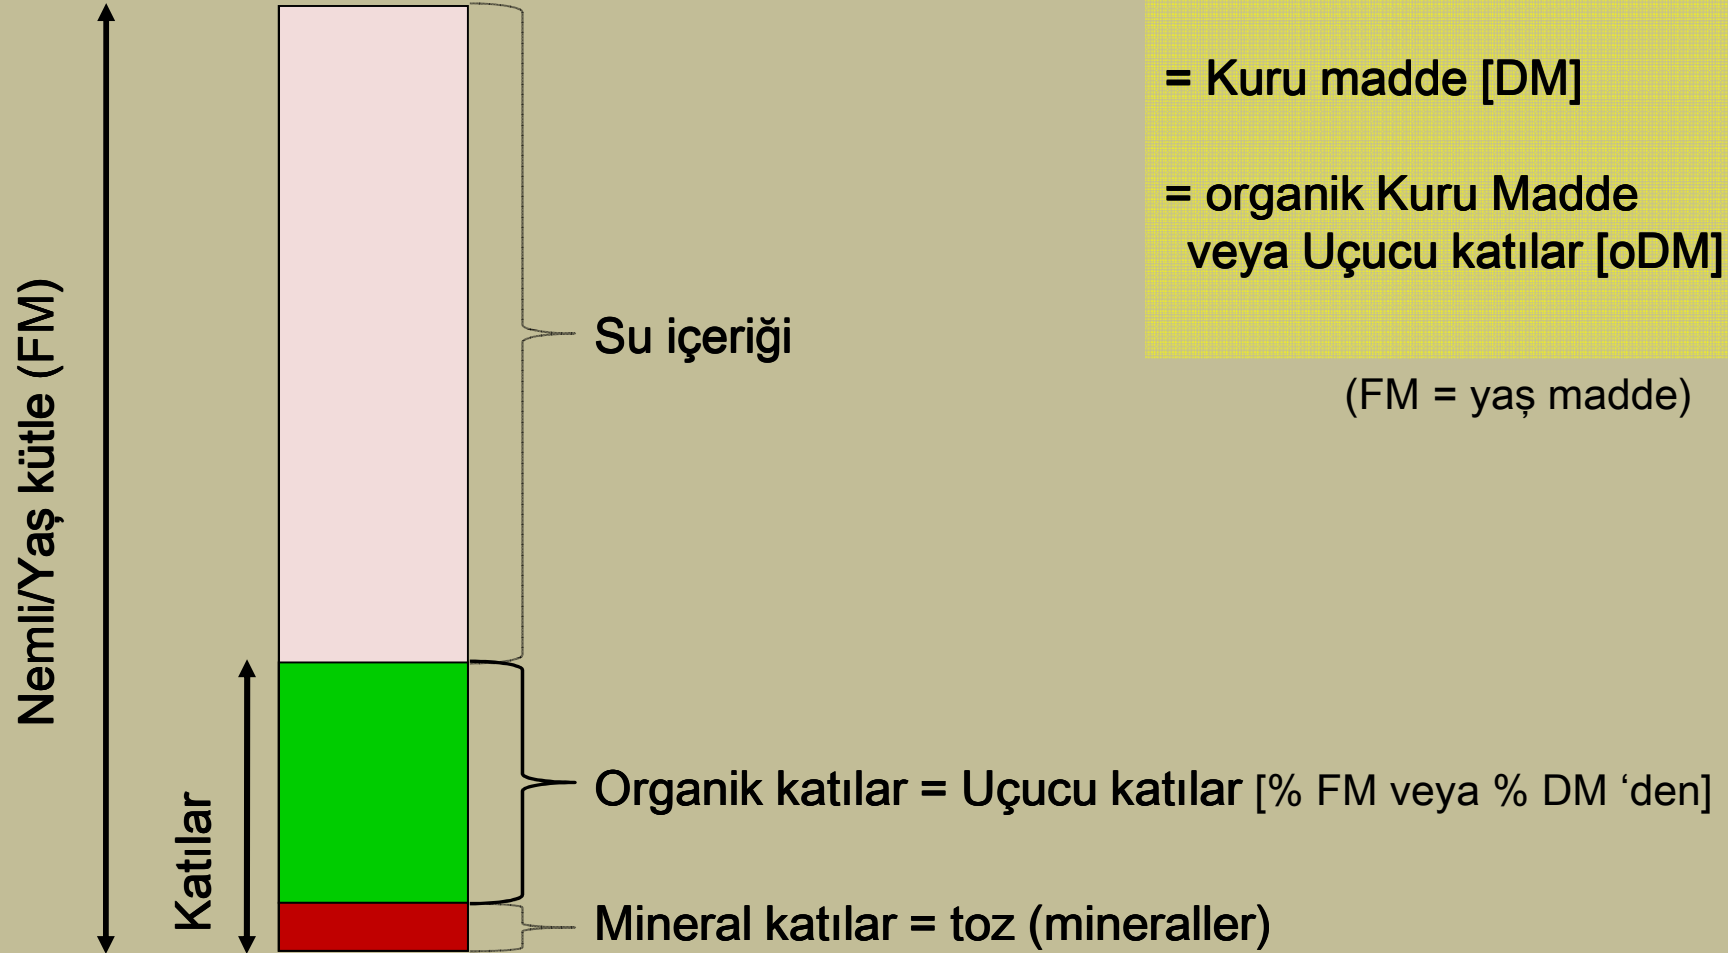 = Kuru madde [DM]
= organik Kuru Madde
veya Uçucu katılar [oDM]
(FM = yaş madde)
Nemli/Yaş kütle (FM)
Su içeriği
Katılar
Organik katılar = Uçucu katılar [% FM veya % DM ‘den]
Mineral katılar = toz (mineraller)